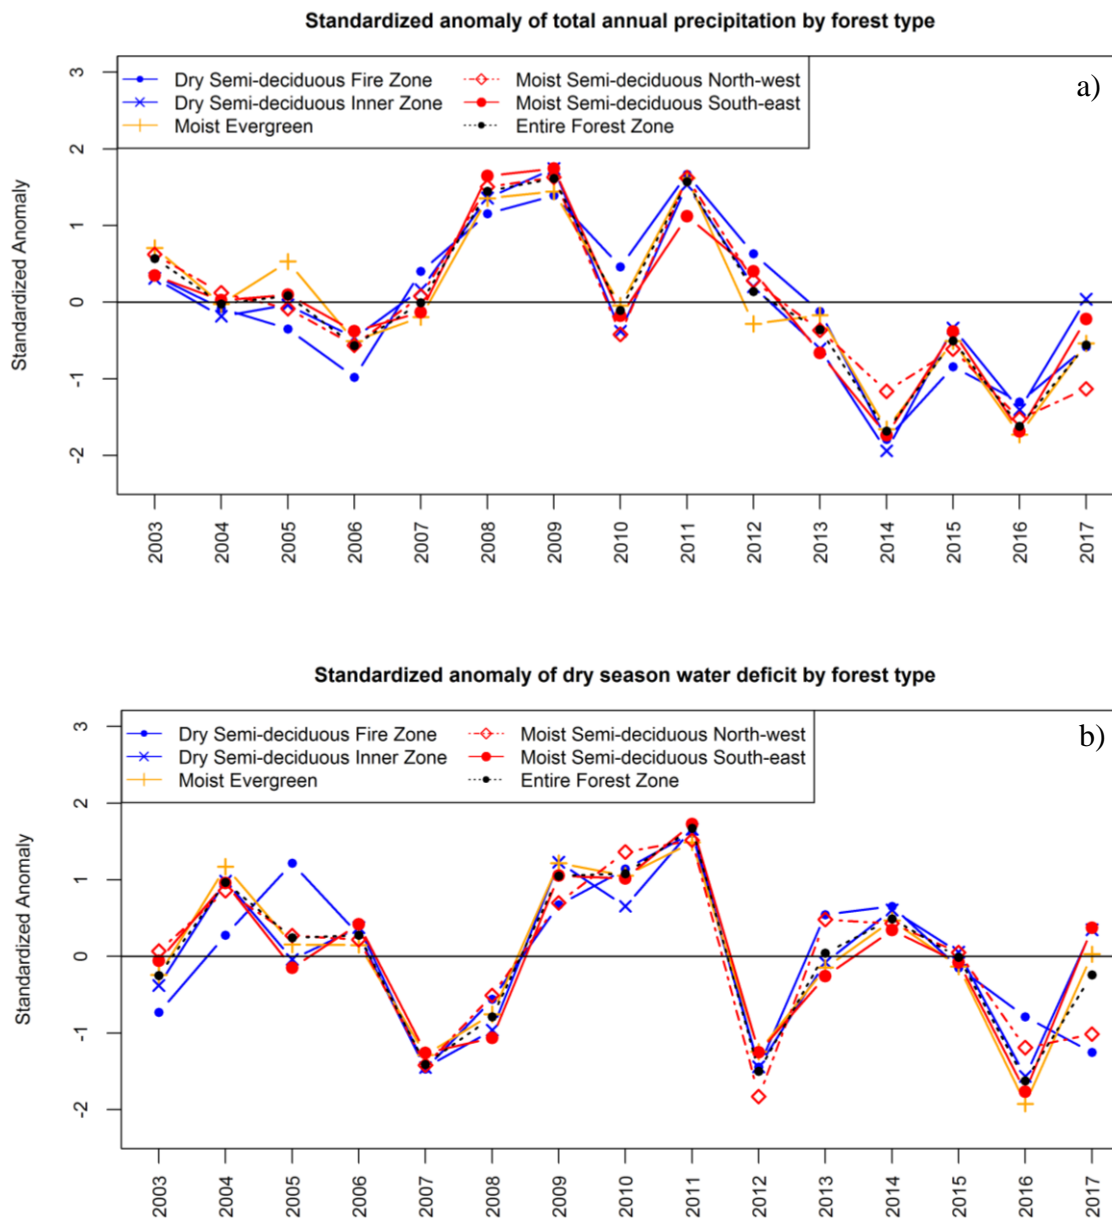 Standardized anomaly of total annual precipitation by forest type
a)
Dry Semi-deciduous Fire Zone
Dry Semi-deciduous Inner Zone
Moist Evergreen
Moist Semi-deciduous North-west
Moist Semi-deciduous South-east
Entire Forest Zone
Standardized Anomaly
3
2
1
0
-1
-2
2003 2004 2005 2006 2007 2008 2009 2010 2011 2012 2013 2014 2015 2016 2017
Standardized anomaly of dry season water deficit by forest type
b)
Dry Semi-deciduous Fire Zone
Dry Semi-deciduous Inner Zone
Moist Evergreen
Moist Semi-deciduous North-west
Moist Semi-deciduous South-east
Entire Forest Zone
Standardized Anomaly
3
2
1
0
-1
-2
2003 2004 2005 2006 2007 2008 2009 2010 2011 2012 2013 2014 2015 2016 2017